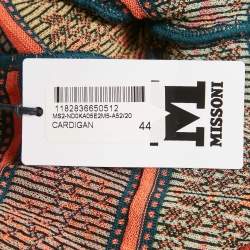 1182836650512
MS2-ND0KA05E2M5-A52/20
CARDIGAN 44
M
MISSONI